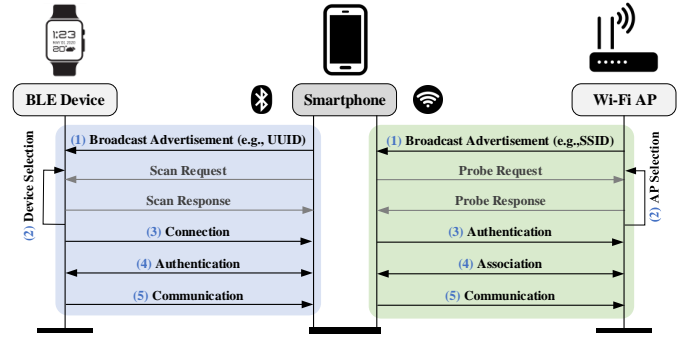 1:23
20°
BLE Device
Smartphone
Wi-Fi AP
(1) Broadcast Advertisement (e.g., UUID)
(1) Broadcast Advertisement (e.g.,SSID)
(2) Device Selection
Scan Request
Probe Request
(2) AP Selection
Scan Response
Probe Response
(3) Connection
(3) Authentication
(4) Authentication
(4) Association
(5) Communication
(5) Communication